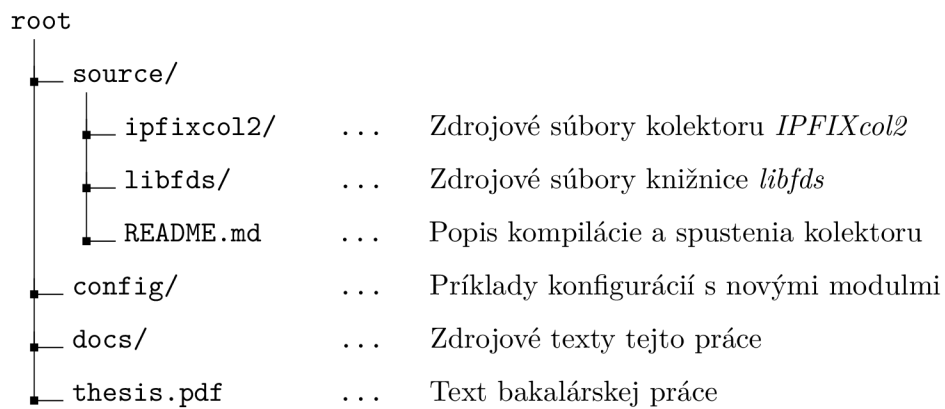 root
source/
ipfixcol2/ ... Zdrojové súbory kolektoru IPFIXcol2
libfds/ ... Zdrojové súbory knižnice libfds
README.md ... Popis kompilácie a spustenia kolektoru
config/ ... Príklady konfigurácií s novými modulmi
docs/ ... Zdrojové texty tejto práce
thesis.pdf ... Text bakalárskej práce